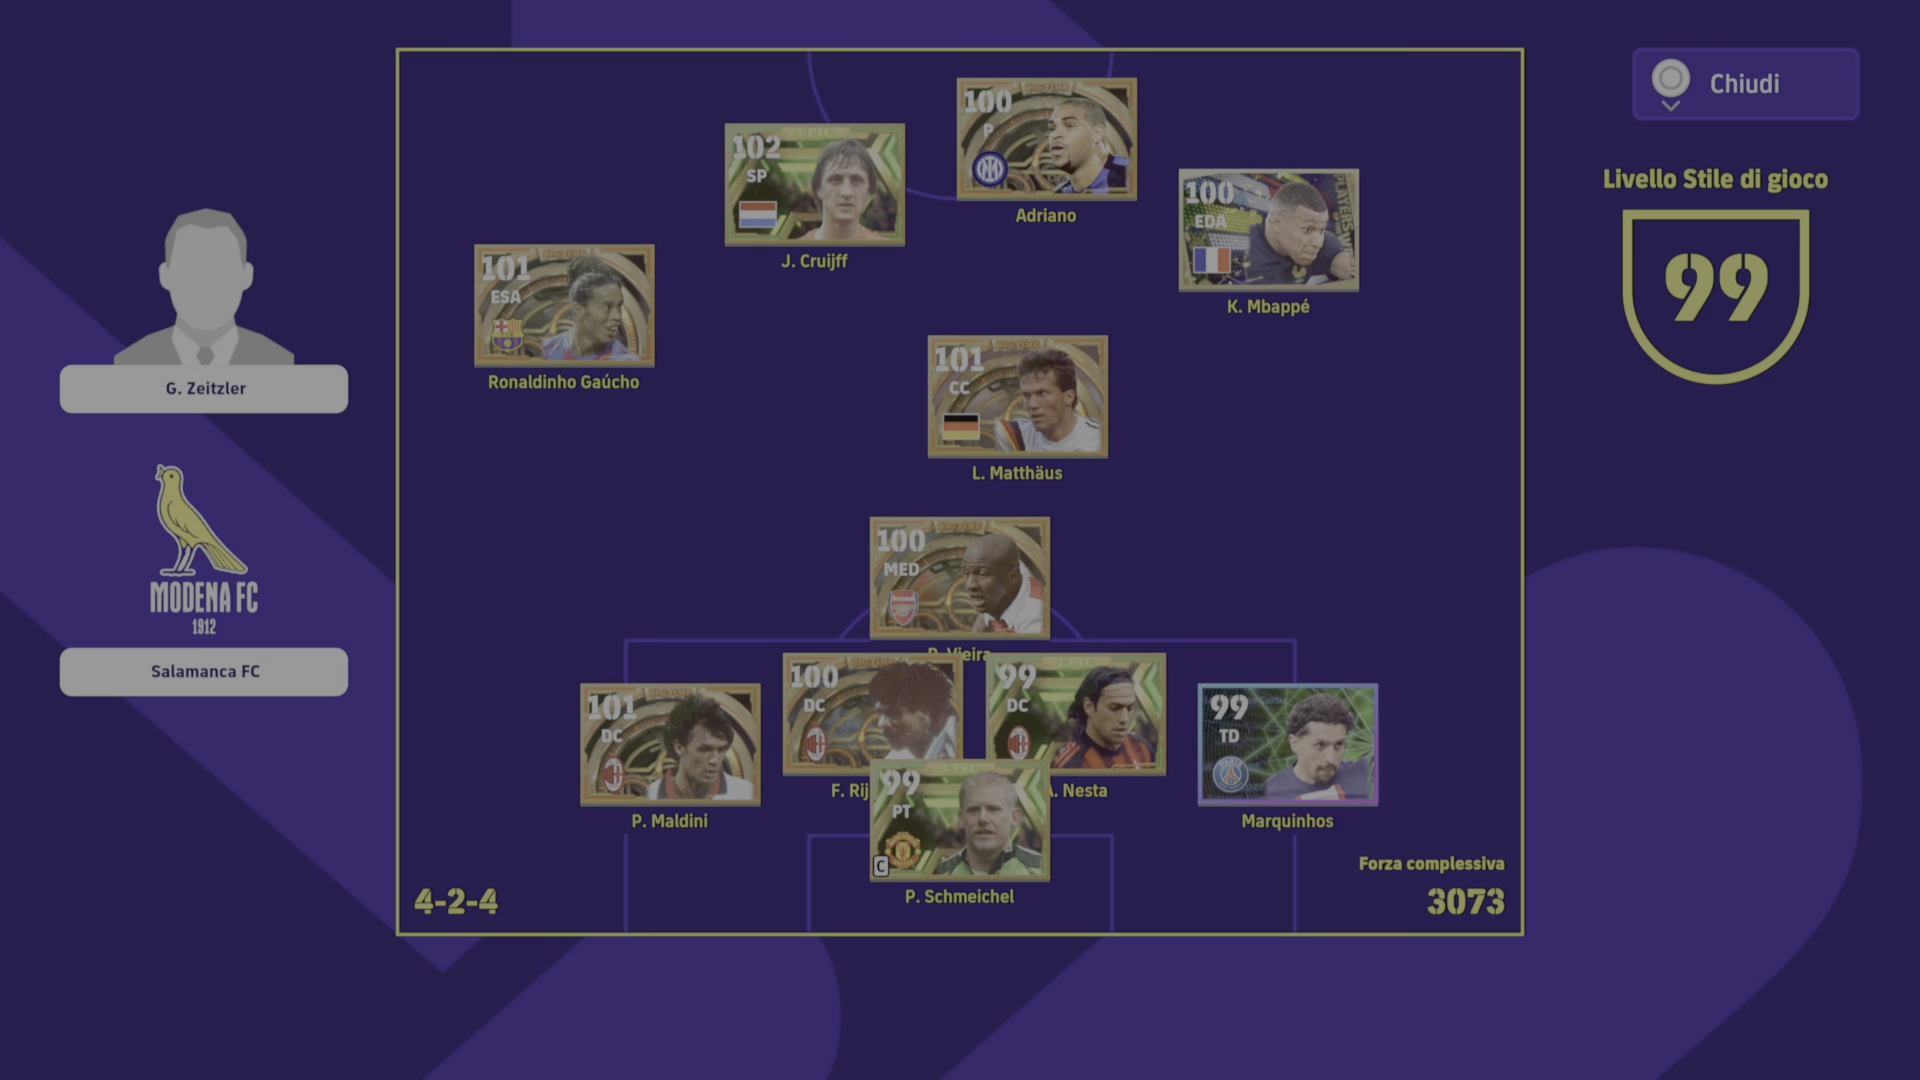 Chiudi
Livello Stile di gioco
99
G. Zeitzler
MODENA FC
1912
Salamanca FC
100
P
Adriano
102
SP
J. Cruijff
100
EDA
K. Mbappé
101
ESA
Ronaldinho Gaúcho
101
CC
L. Matthäus
100
MED
P. Vieira
101
DC
P. Maldini
100
DC
F. Rij
99
DC
A. Nesta
99
TD
Marquinhos
99
PT
C
P. Schmeichel
4-2-4
Forza complessiva
3073